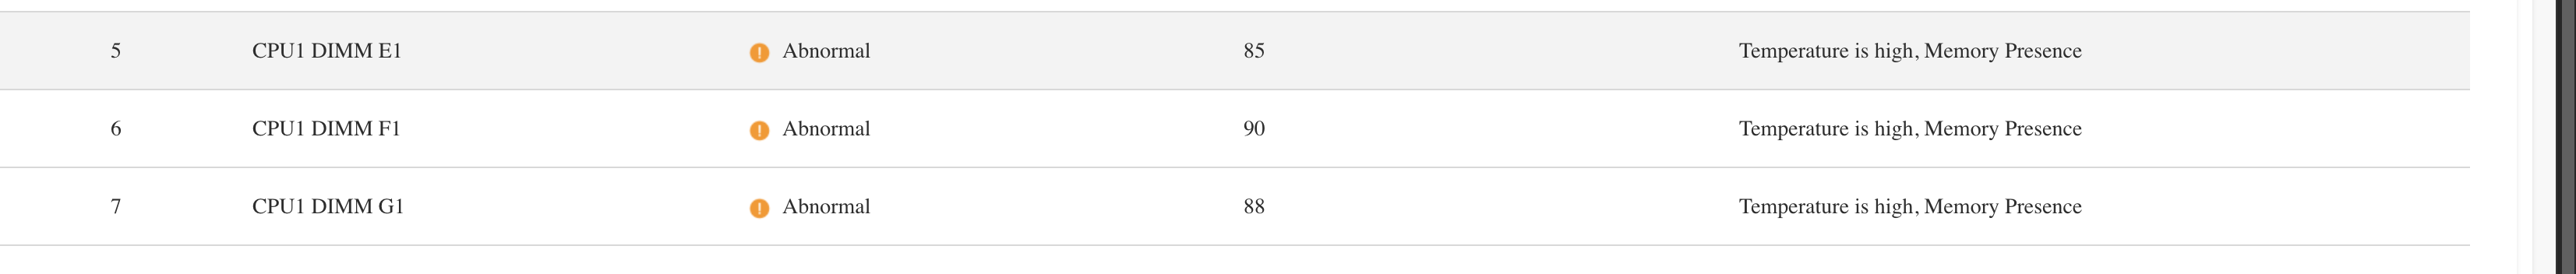 5 CPU1 DIMM E1 Abnormal 85 Temperature is high, Memory Presence
6 CPU1 DIMM F1 Abnormal 90 Temperature is high, Memory Presence
7 CPU1 DIMM G1 Abnormal 88 Temperature is high, Memory Presence